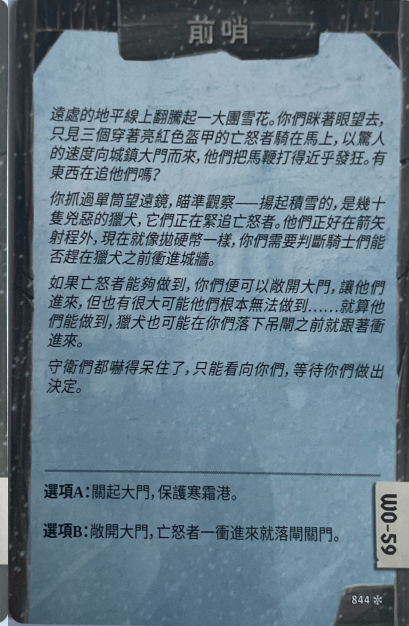 前哨
遠處的地平線上翻騰起一大團雪花。你們眯著眼望去,
只見三個穿著亮紅色盔甲的亡怒者騎在馬上,以驚人
的速度向城鎮大門而來,他們把馬鞭打得近乎發狂。有
東西在追他們嗎?
你抓過單筒望遠鏡,瞄準觀察——揚起積雪的,是幾十
隻兇惡的獵犬,它們正在緊追亡怒者。他們正好在箭矢
射程外,現在就像拋硬幣一樣,你們需要判斷騎士們能
否趕在獵犬之前衝進城牆。
如果亡怒者能夠做到,你們便可以敞開大門,讓他們
進來,但也有很大可能他們根本無法做到……就算他
們能做到,獵犬也可能在你們落下吊閘之前就跟著衝
進來。
守衛們都嚇得呆住了,只能看向你們,等待你們做出
決定。
選項A:關起大門,保護寒霜港。
選項B:敞開大門,亡怒者一衝進來就落閘關門。
WO-59
844